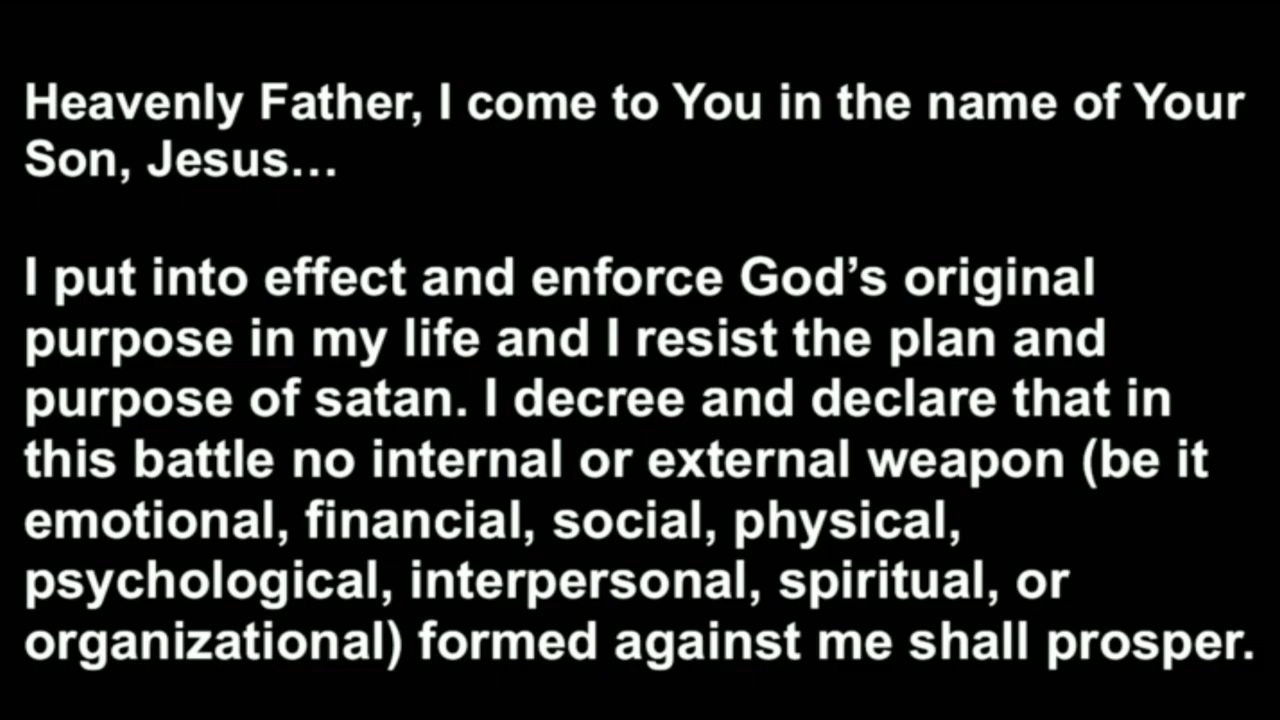 Heavenly Father, I come to You in the name of Your
Son, Jesus…
I put into effect and enforce God’s original
purpose in my life and I resist the plan and
purpose of satan. I decree and declare that in
this battle no internal or external weapon (be it
emotional, financial, social, physical,
psychological, interpersonal, spiritual, or
organizational) formed against me shall prosper.